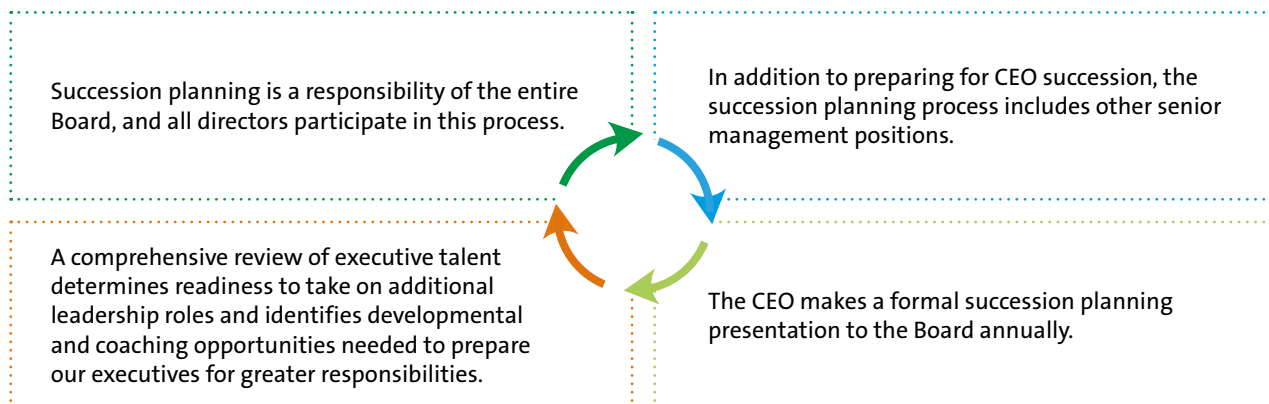 Succession planning is a responsibility of the entire
Board, and all directors participate in this process.
In addition to preparing for CEO succession, the
succession planning process includes other senior
management positions.
A comprehensive review of executive talent
determines readiness to take on additional
leadership roles and identifies developmental
and coaching opportunities needed to prepare
our executives for greater responsibilities.
The CEO makes a formal succession planning
presentation to the Board annually.